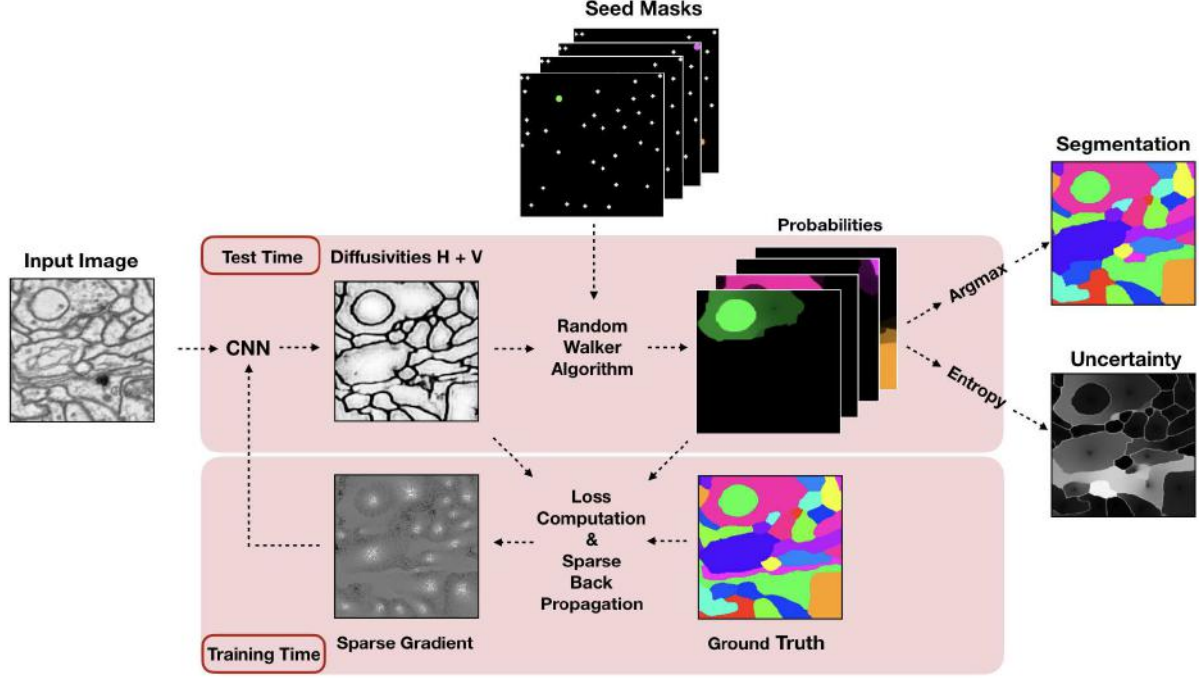 Seed Masks
Segmentation
Probabilities
Input Image
Test Time
Diffusivities H + V
Argmax
CNN
Random
Walker
Algorithm
Entropy
Uncertainty
Loss
Computation
&
Sparse
Back
Propagation
Sparse Gradient
Ground Truth
Training Time